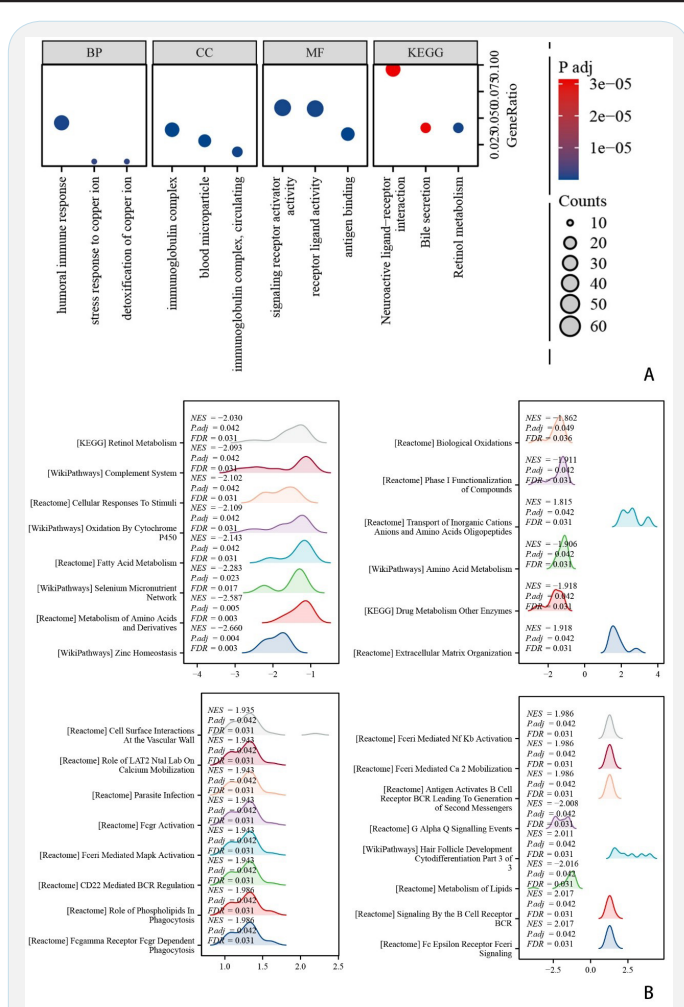 BP
CC
MF
KEGG
0.025
0.050
0.075
0.100
GeneRatio
humoral immune response
stress response to copper ion
detoxification of copper ion
immunoglobulin complex
blood microparticle
immunoglobulin complex, circulating
signaling receptor activator
activity
receptor ligand activity
antigen binding
Neuroactive ligand−receptor
interaction
Bile secretion
Retinol metabolism
P adj
3e−05
2e−05
1e−05
Counts
10
20
30
40
50
60
A
NES = −2.030
P.adj = 0.042
FDR = 0.031
[KEGG] Retinol Metabolism
NES = −2.093
P.adj = 0.042
FDR = 0.031
[WikiPathways] Complement System
NES = −2.102
P.adj = 0.042
FDR = 0.031
[Reactome] Cellular Responses To Stimuli
NES = −2.109
P.adj = 0.042
FDR = 0.031
[WikiPathways] Oxidation By Cytochrome
P450
NES = −2.143
P.adj = 0.042
FDR = 0.031
[Reactome] Fatty Acid Metabolism
NES = −2.283
P.adj = 0.023
FDR = 0.017
[WikiPathways] Selenium Micronutrient
Network
NES = −2.587
P.adj = 0.005
FDR = 0.003
[Reactome] Metabolism of Amino Acids
and Derivatives
NES = −2.660
P.adj = 0.004
FDR = 0.003
[WikiPathways] Zinc Homeostasis
−4 −3 −2 −1
NES = −1.862
P.adj = 0.049
FDR = 0.036
[Reactome] Biological Oxidations
NES = −1.911
P.adj = 0.042
FDR = 0.031
[Reactome] Phase I Functionalization
of Compounds
NES = 1.815
P.adj = 0.042
FDR = 0.031
[Reactome] Transport of Inorganic Cations
Anions and Amino Acids Oligopeptides
NES = −1.906
P.adj = 0.042
FDR = 0.031
[WikiPathways] Amino Acid Metabolism
NES = −1.918
P.adj = 0.042
FDR = 0.031
[KEGG] Drug Metabolism Other Enzymes
NES = 1.918
P.adj = 0.042
FDR = 0.031
[Reactome] Extracellular Matrix Organization
−2 0 2 4
NES = 1.935
P.adj = 0.042
FDR = 0.031
[Reactome] Cell Surface Interactions
At the Vascular Wall
NES = 1.943
P.adj = 0.042
FDR = 0.031
[Reactome] Role of LAT2 Ntal Lab On
Calcium Mobilization
NES = 1.943
P.adj = 0.042
FDR = 0.031
[Reactome] Parasite Infection
NES = 1.943
P.adj = 0.042
FDR = 0.031
[Reactome] Fcgr Activation
NES = 1.943
P.adj = 0.042
FDR = 0.031
[Reactome] Fceri Mediated Mapk Activation
NES = 1.943
P.adj = 0.042
FDR = 0.031
[Reactome] CD22 Mediated BCR Regulation
NES = 1.986
P.adj = 0.042
FDR = 0.031
[Reactome] Role of Phospholipids In
Phagocytosis
NES = 1.986
P.adj = 0.042
FDR = 0.031
[Reactome] Fcgamma Receptor Fcgr Dependent
Phagocytosis
1.0 1.5 2.0 2.5
NES = 1.986
P.adj = 0.042
FDR = 0.031
[Reactome] Fceri Mediated Nf Kb Activation
NES = 1.986
P.adj = 0.042
FDR = 0.031
[Reactome] Fceri Mediated Ca 2 Mobilization
NES = 1.986
P.adj = 0.042
FDR = 0.031
[Reactome] Antigen Activates B Cell
Receptor BCR Leading To Generation
of Second Messengers
NES = −2.008
P.adj = 0.042
FDR = 0.031
[Reactome] G Alpha Q Signalling Events
NES = 2.011
P.adj = 0.042
FDR = 0.031
[WikiPathways] Hair Follicle Development
Cytodifferentiation Part 3 of
3
NES = −2.016
P.adj = 0.042
FDR = 0.031
[Reactome] Metabolism of Lipids
NES = 2.017
P.adj = 0.042
FDR = 0.031
[Reactome] Signaling By the B Cell Receptor
BCR
NES = 2.017
P.adj = 0.042
FDR = 0.031
[Reactome] Fc Epsilon Receptor Fceri
Signaling
−2.5 0.0 2.5
B